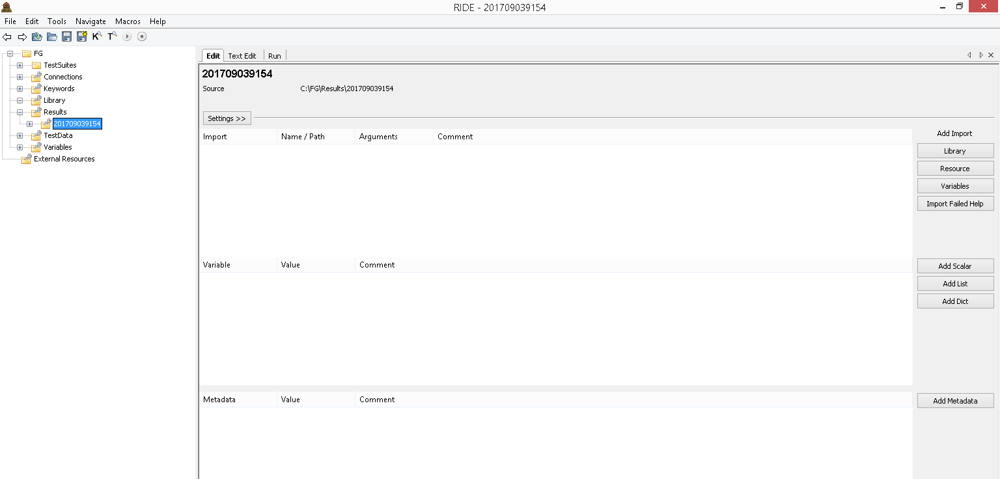 RIDE - 201709039154
File Edit Tools Navigate Macros Help
K T
FG
TestSuites
Connections
Keywords
Library
Results
201709039154
TestData
Variables
External Resources
Edit Text Edit Run
201709039154
Source C:\FG\Results\201709039154
Settings >>
Import Name / Path Arguments Comment
Add Import
Library
Resource
Variables
Import Failed Help
Variable Value Comment
Add Scalar
Add List
Add Dict
Metadata Value Comment
Add Metadata